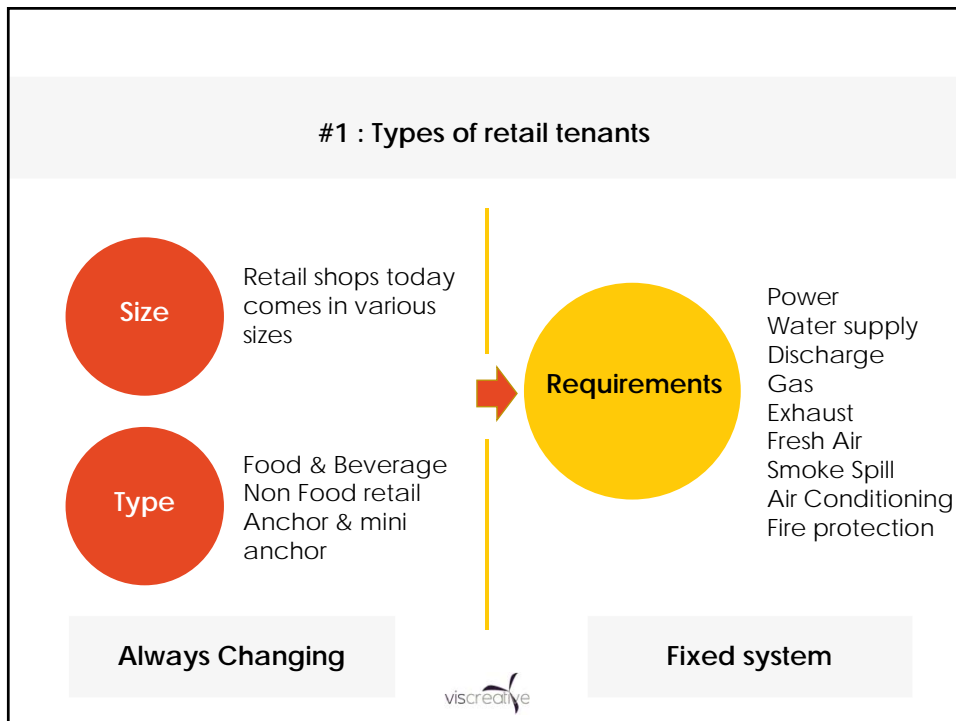 #1 : Types of retail tenants
Size
Retail shops today
comes in various
sizes
Type
Food & Beverage
Non Food retail
Anchor & mini
anchor
Always Changing
Requirements
Power
Water supply
Discharge
Gas
Exhaust
Fresh Air
Smoke Spill
Air Conditioning
Fire protection
Fixed system
viscreative